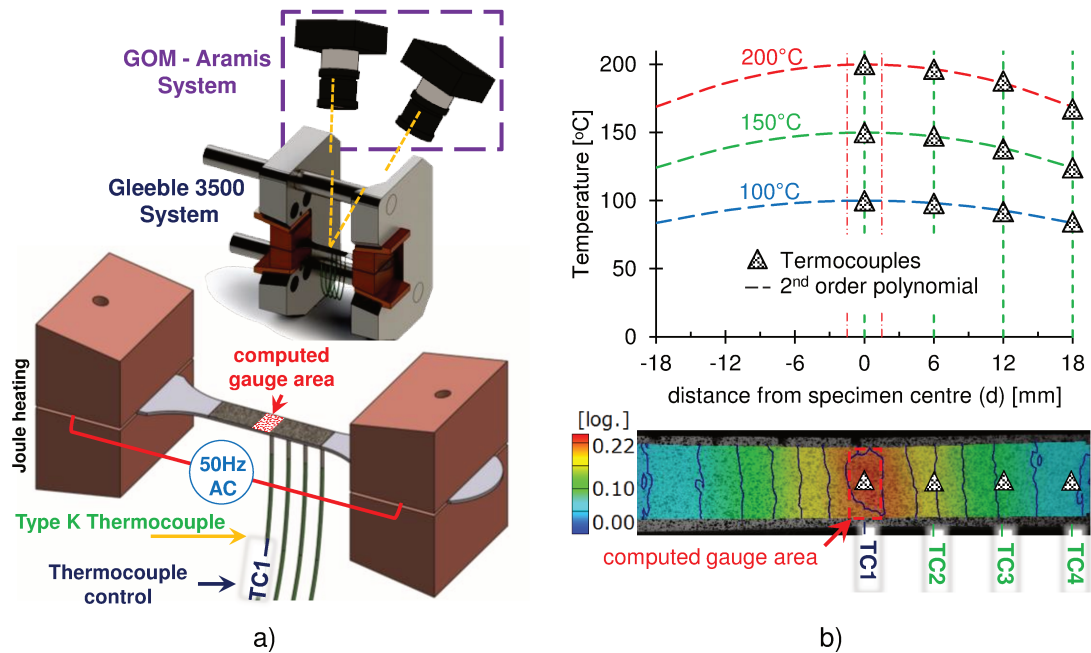 GOM - Aramis
System
Gleeble 3500
System
computed
gauge area
Joule heating
50Hz
AC
Type K Thermocouple
Thermocouple
control
TC1
a)
b)
Temperature [ºC]
200
150
100
50
0
200°C
150°C
100°C
Termocouples
2nd order polynomial
-18
-12
-6
0
6
12
18
distance from specimen centre (d) [mm]
[log.]
0.22
0.10
0.00
computed gauge area
TC1
TC2
TC3
TC4